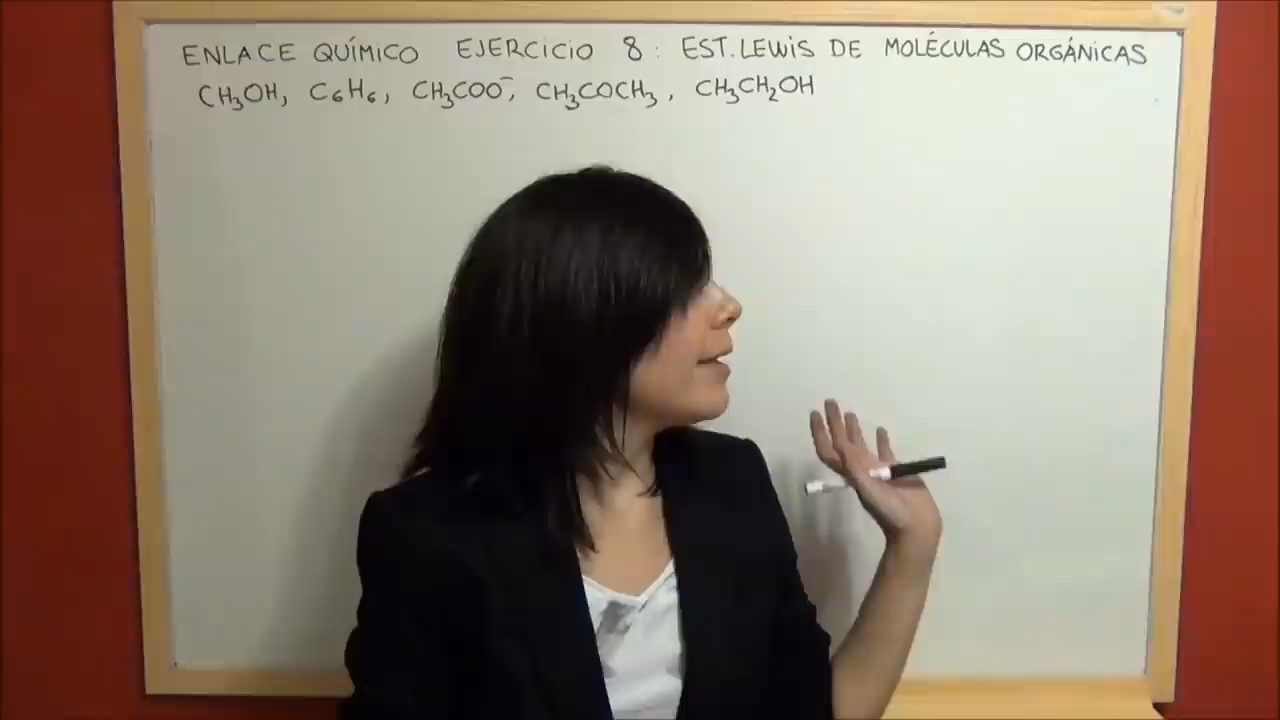 ENLACE QUÍMICO EJERCICIO 8: EST. LEWIS DE MOLÉCULAS ORGÁNICAS
CH₃OH, C₆H₆, CH₃COO⁻, CH₃COCH₃, CH₃CH₂OH